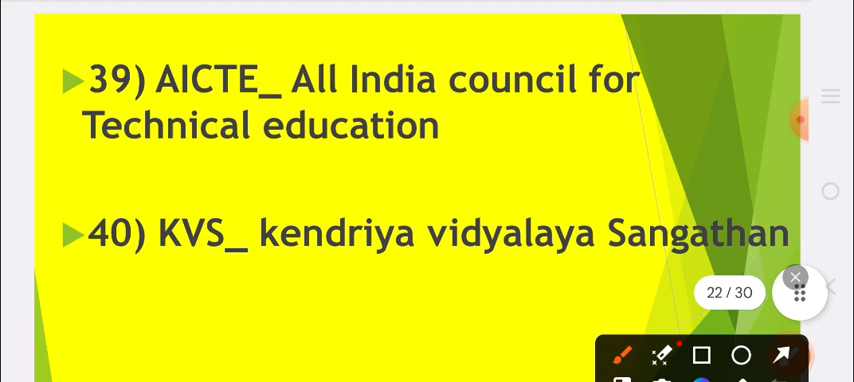 39) AICTE_ All India council for
Technical education
40) KVS_ kendriya vidyalaya Sangathan
22 / 30